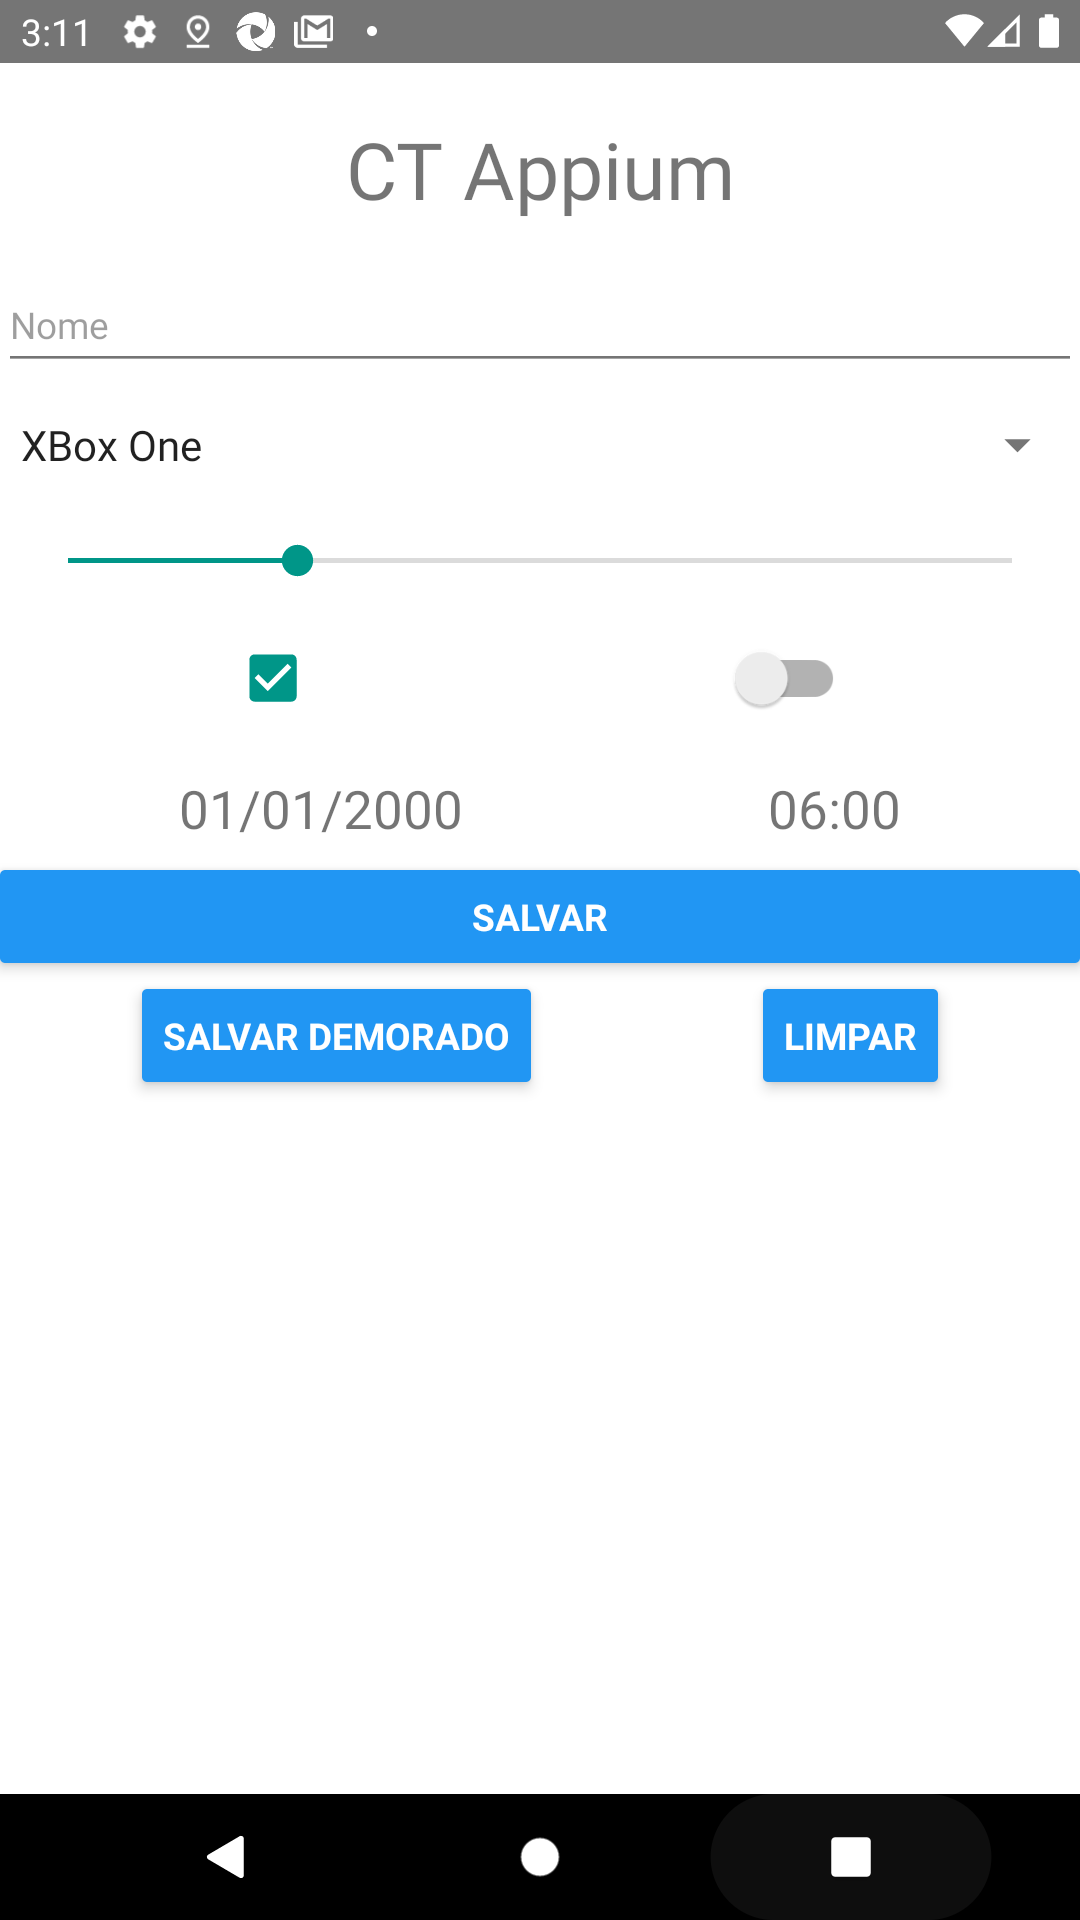 3:11
CT Appium
Nome
XBox One
01/01/2000 06:00
SALVAR
SALVAR DEMORADO LIMPAR